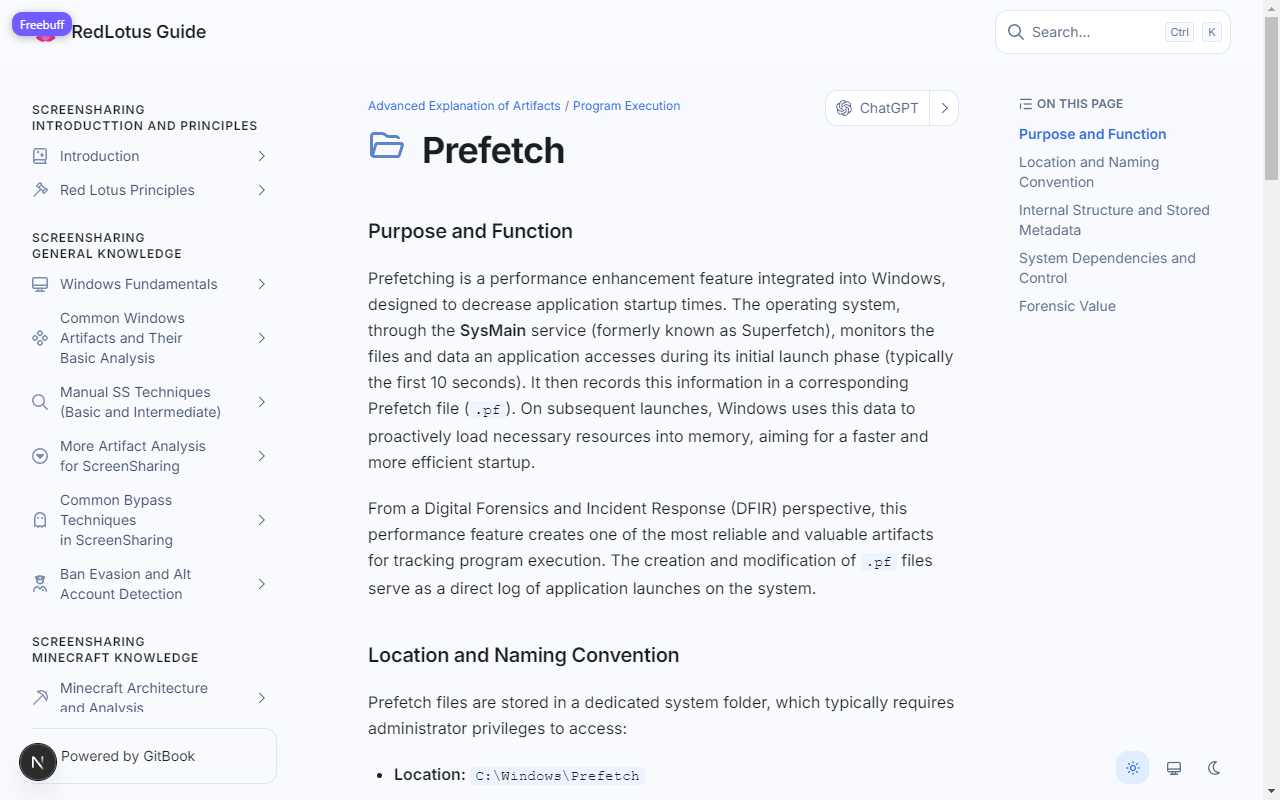 Freebuff
RedLotus Guide
Search...
Ctrl
K
SCREENSHARING
INTRODUCTTION AND PRINCIPLES
Introduction
Red Lotus Principles
SCREENSHARING
GENERAL KNOWLEDGE
Windows Fundamentals
Common Windows
Artifacts and Their
Basic Analysis
Manual SS Techniques
(Basic and Intermediate)
More Artifact Analysis
for ScreenSharing
Common Bypass
Techniques
in ScreenSharing
Ban Evasion and Alt
Account Detection
SCREENSHARING
MINECRAFT KNOWLEDGE
Minecraft Architecture
and Analysis
N
Powered by GitBook
Advanced Explanation of Artifacts / Program Execution
ChatGPT
Prefetch
Purpose and Function
Prefetching is a performance enhancement feature integrated into Windows,
designed to decrease application startup times. The operating system,
through the SysMain service (formerly known as Superfetch), monitors the
files and data an application accesses during its initial launch phase (typically
the first 10 seconds). It then records this information in a corresponding
Prefetch file ( .pf ). On subsequent launches, Windows uses this data to
proactively load necessary resources into memory, aiming for a faster and
more efficient startup.
From a Digital Forensics and Incident Response (DFIR) perspective, this
performance feature creates one of the most reliable and valuable artifacts
for tracking program execution. The creation and modification of .pf files
serve as a direct log of application launches on the system.
Location and Naming Convention
Prefetch files are stored in a dedicated system folder, which typically requires
administrator privileges to access:
• Location: C:\Windows\Prefetch
ON THIS PAGE
Purpose and Function
Location and Naming
Convention
Internal Structure and Stored
Metadata
System Dependencies and
Control
Forensic Value